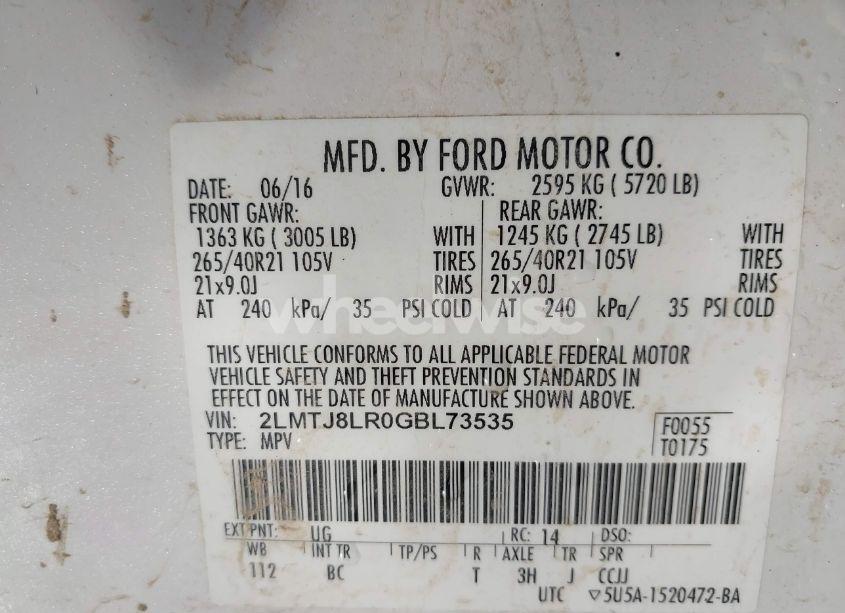 MFD. BY FORD MOTOR CO.
DATE: 06/16 GVWR: 2595 KG ( 5720 LB)
FRONT GAWR: REAR GAWR:
1363 KG ( 3005 LB) WITH 1245 KG ( 2745 LB) WITH
265/40R21 105V TIRES 265/40R21 105V TIRES
21x9.0J RIMS 21x9.0J RIMS
AT 240 kPa/ 35 PSI COLD AT 240 kPa/ 35 PSI COLD
wheelwise
THIS VEHICLE CONFORMS TO ALL APPLICABLE FEDERAL MOTOR
VEHICLE SAFETY AND THEFT PREVENTION STANDARDS IN
EFFECT ON THE DATE OF MANUFACTURE SHOWN ABOVE.
VIN: 2LMTJ8LR0GBL73535 F0055
TYPE: MPV T0175
EXT PNT: UG RC: 14 DSO:
WB INT TR TP/PS R AXLE TR SPR
112 BC T 3H J CCJJ
UTC ▽5U5A-1520472-BA